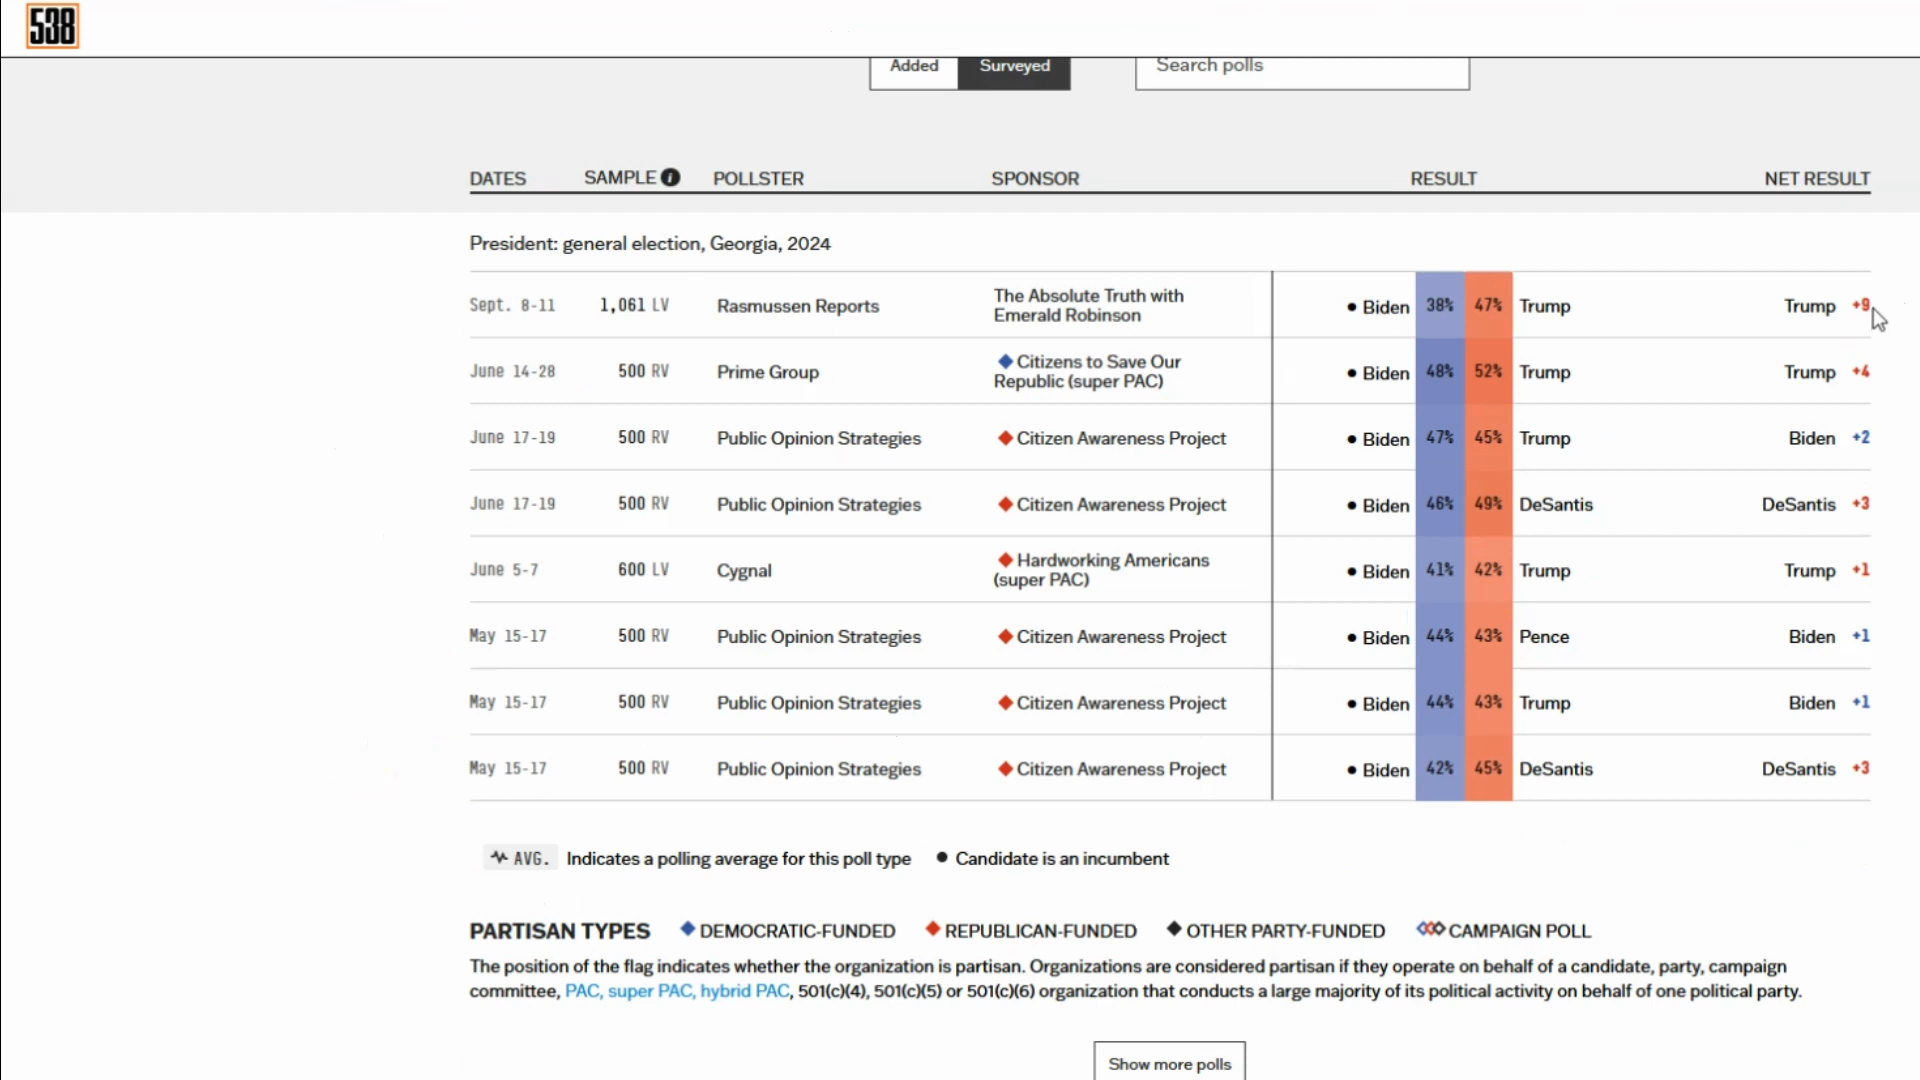 538
Added Surveyed Search polls
DATES SAMPLE i POLLSTER SPONSOR RESULT NET RESULT
President: general election, Georgia, 2024
Sept. 8-11 1,061 LV Rasmussen Reports The Absolute Truth with Emerald Robinson ● Biden 38% 47% Trump Trump +9
June 14-28 500 RV Prime Group ◆ Citizens to Save Our Republic (super PAC) ● Biden 48% 52% Trump Trump +4
June 17-19 500 RV Public Opinion Strategies ◆ Citizen Awareness Project ● Biden 47% 45% Trump Biden +2
June 17-19 500 RV Public Opinion Strategies ◆ Citizen Awareness Project ● Biden 46% 49% DeSantis DeSantis +3
June 5-7 600 LV Cygnal ◆ Hardworking Americans (super PAC) ● Biden 41% 42% Trump Trump +1
May 15-17 500 RV Public Opinion Strategies ◆ Citizen Awareness Project ● Biden 44% 43% Pence Biden +1
May 15-17 500 RV Public Opinion Strategies ◆ Citizen Awareness Project ● Biden 44% 43% Trump Biden +1
May 15-17 500 RV Public Opinion Strategies ◆ Citizen Awareness Project ● Biden 42% 45% DeSantis DeSantis +3
AVG. Indicates a polling average for this poll type ● Candidate is an incumbent
PARTISAN TYPES ◆ DEMOCRATIC-FUNDED ◆ REPUBLICAN-FUNDED ◆ OTHER PARTY-FUNDED CAMPAIGN POLL
The position of the flag indicates whether the organization is partisan. Organizations are considered partisan if they operate on behalf of a candidate, party, campaign
committee, PAC, super PAC, hybrid PAC, 501(c)(4), 501(c)(5) or 501(c)(6) organization that conducts a large majority of its political activity on behalf of one political party.
Show more polls